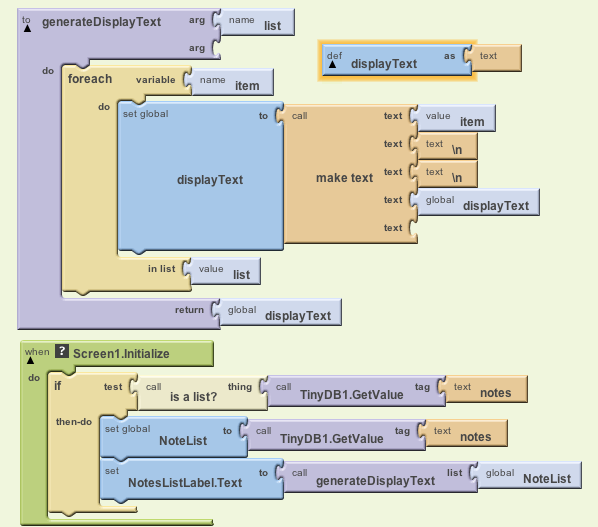 to generateDisplayText arg name list
arg
def displayText as text
do foreach variable name item
do set global displayText to call make text text value item
text text \n
text text \n
text global displayText
text
in list value list
return global displayText
when ? Screen1.Initialize
do if test call is a list? thing call TinyDB1.GetValue tag text notes
then-do set global NoteList to call TinyDB1.GetValue tag text notes
set NotesListLabel.Text to call generateDisplayText list global NoteList